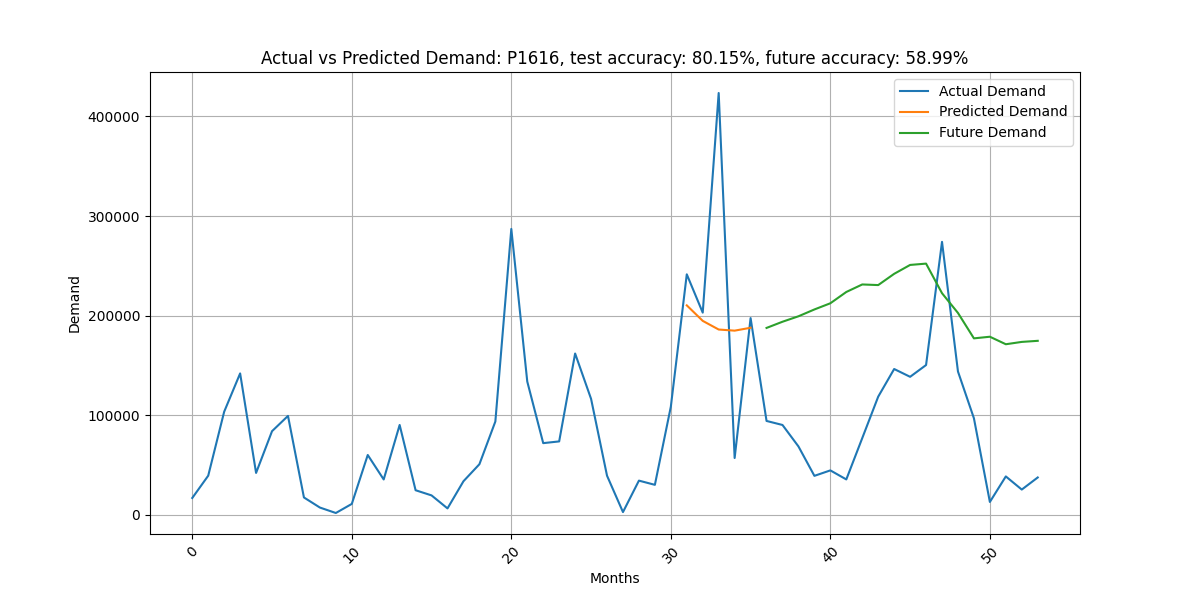 Actual vs Predicted Demand: P1616, test accuracy: 80.15%, future accuracy: 58.99%
Actual Demand
Predicted Demand
Future Demand
400000
300000
200000
100000
0
Demand
0
10
20
30
40
50
Months